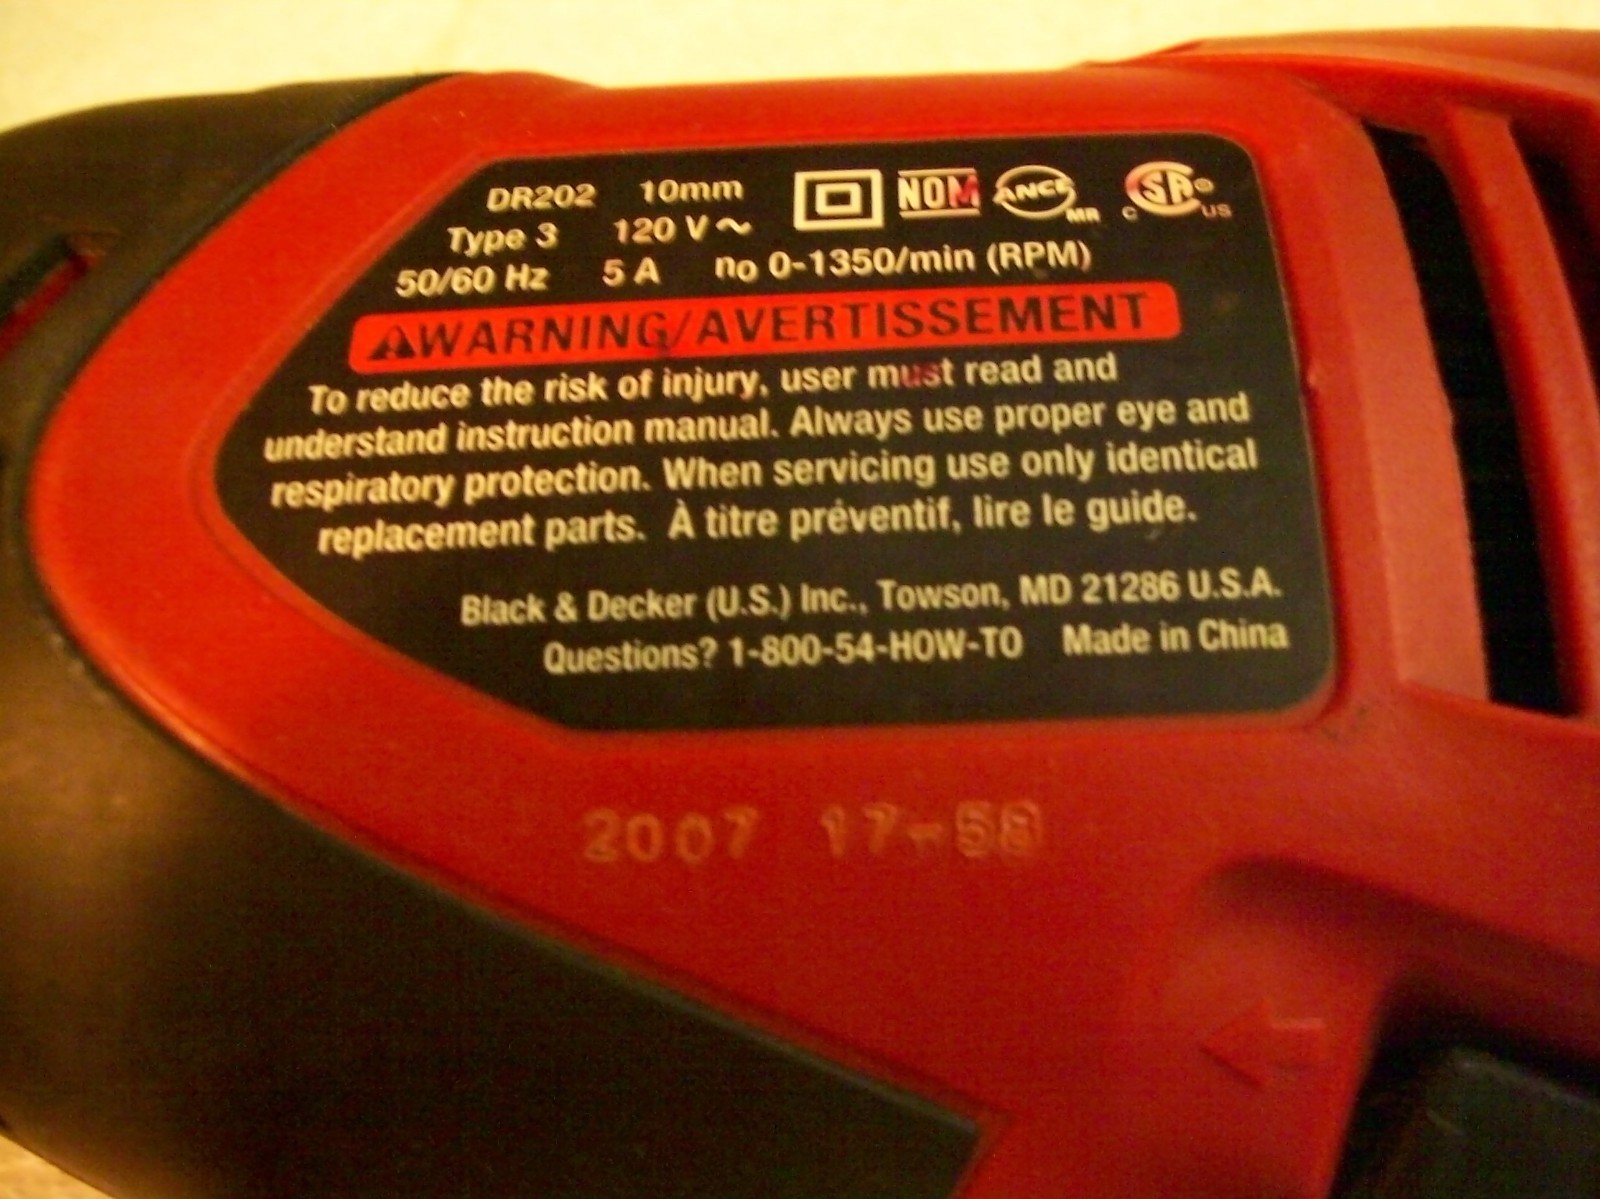 DR202 10mm NOM ANCE MR C SA ® US
Type 3 120 V ~
50/60 Hz 5 A no 0-1350/min (RPM)
WARNING/AVERTISSEMENT
To reduce the risk of injury, user must read and
understand instruction manual. Always use proper eye and
respiratory protection. When servicing use only identical
replacement parts. À titre préventif, lire le guide.
Black & Decker (U.S.) Inc., Towson, MD 21286 U.S.A.
Questions? 1-800-54-HOW-TO Made in China
2007 17-58